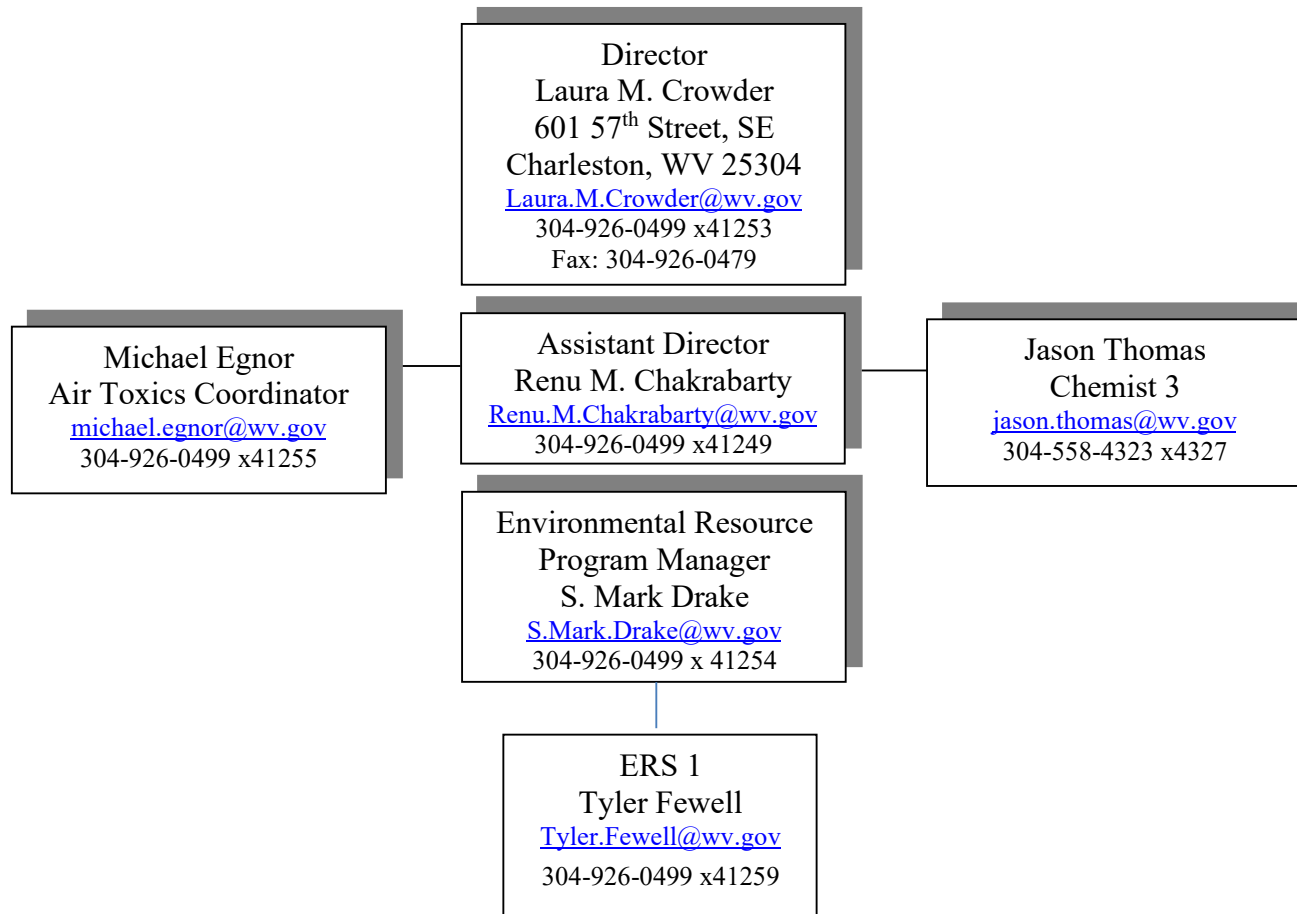 Director
Laura M. Crowder
601 57th Street, SE
Charleston, WV 25304
Laura.M.Crowder@wv.gov
304-926-0499 x41253
Fax: 304-926-0479
Michael Egnor
Air Toxics Coordinator
michael.egnor@wv.gov
304-926-0499 x41255
Assistant Director
Renu M. Chakrabarty
Renu.M.Chakrabarty@wv.gov
304-926-0499 x41249
Jason Thomas
Chemist 3
jason.thomas@wv.gov
304-558-4323 x4327
Environmental Resource
Program Manager
S. Mark Drake
S.Mark.Drake@wv.gov
304-926-0499 x 41254
ERS 1
Tyler Fewell
Tyler.Fewell@wv.gov
304-926-0499 x41259